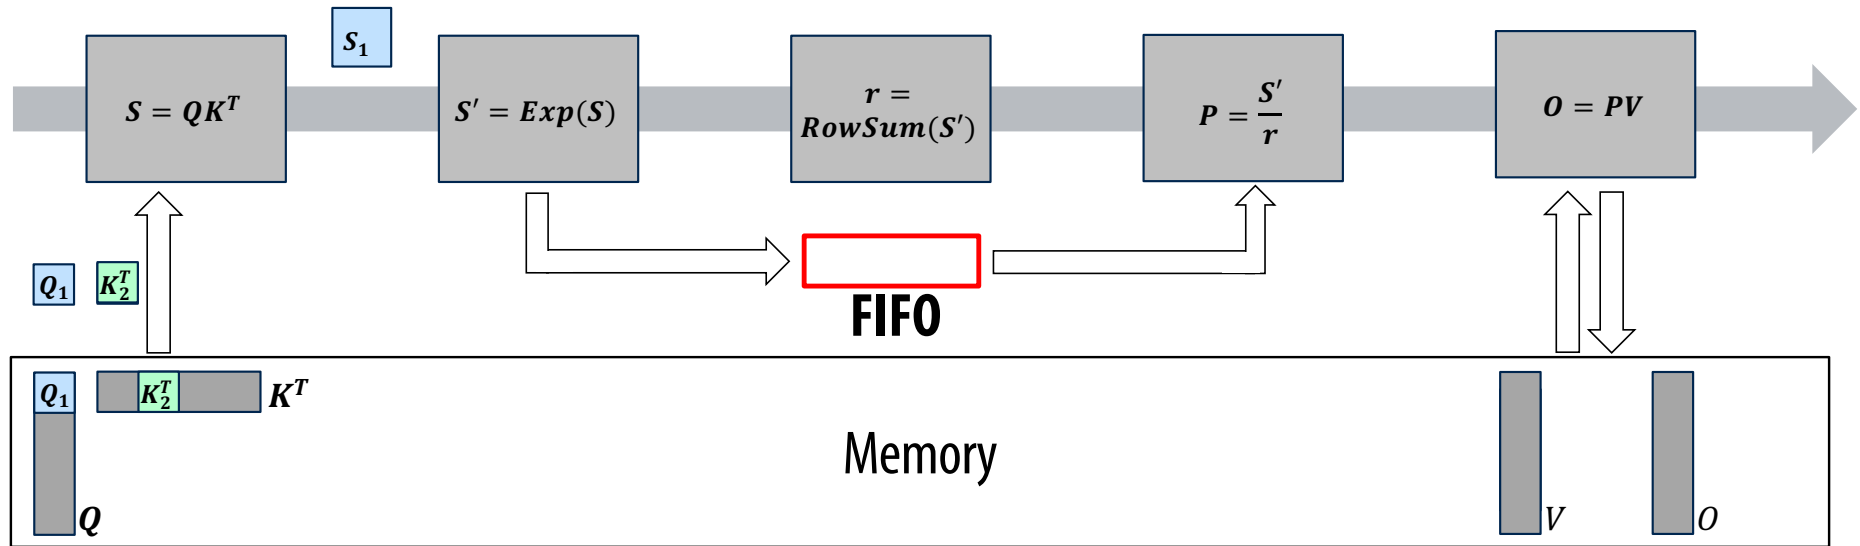 S₁
S = QKᵀ
S′ = Exp(S)
r =
RowSum(S′)
P = S′/r
O = PV
Q₁
K₂ᵀ
FIFO
Q₁
K₂ᵀ
Kᵀ
Memory
Q
V
O